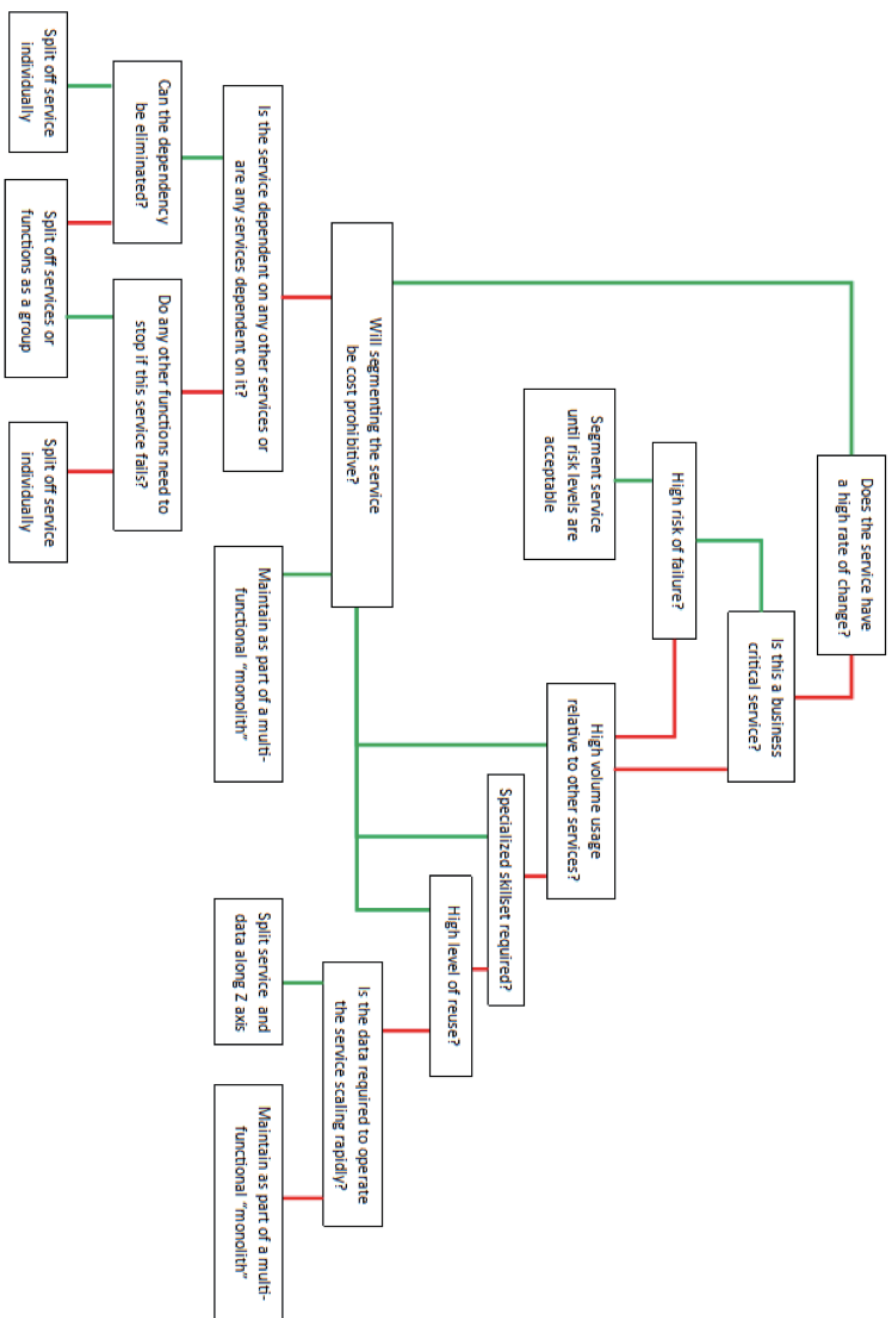 Does the service have
a high rate of change?
Is this a business
critical service?
High risk of failure?
Segment service
until risk levels are
acceptable
High volume usage
relative to other services?
Specialized skillset required?
High level of reuse?
Will segmenting the service
be cost prohibitive?
Is the data required to operate
the service scaling rapidly?
Is the service dependent on any other services or
are any services dependent on it?
Maintain as part of a multi-
functional “monolith”
Split service and
data along Z axis
Maintain as part of a multi-
functional “monolith”
Can the dependency
be eliminated?
Do any other functions need to
stop if this service fails?
Split off service
individually
Split off services or
functions as a group
Split off service
individually